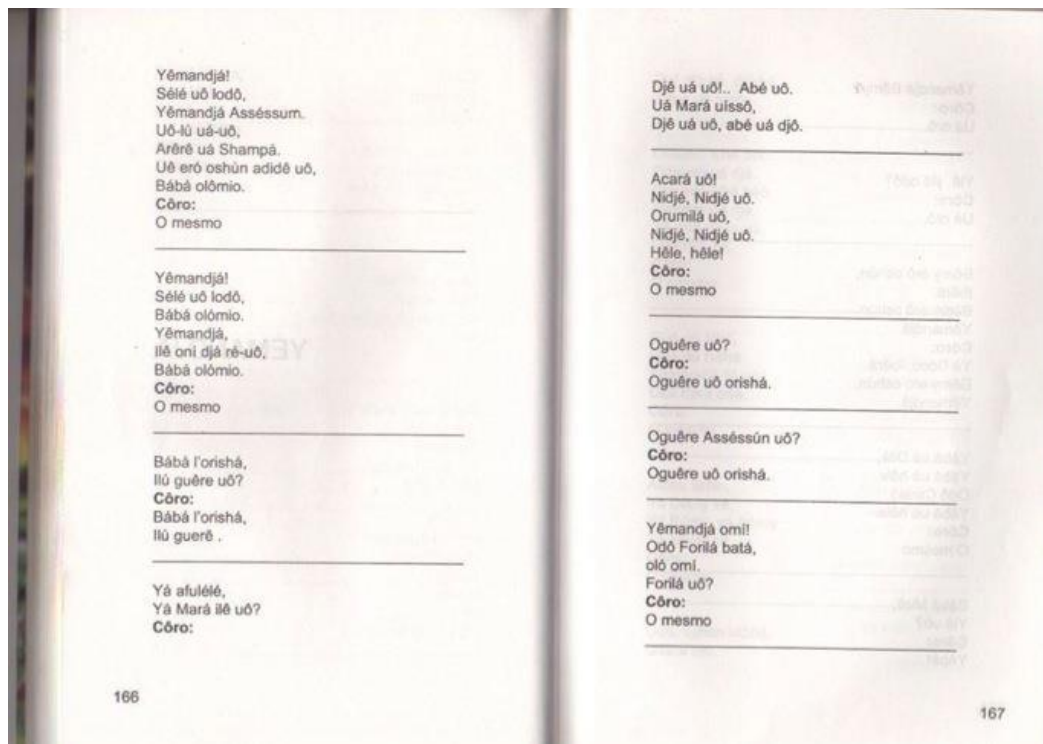 Yêmandjá!
Sélé uô lodô,
Yêmandjá Asséssum.
Uô-lú uá-uô,
Arêrê uá Shampá.
Uê eró oshùn adidê uô,
Bábá olômio.
Côro:
O mesmo
Yêmandjá!
Sélé uô lodô,
Bábá olómio.
Yêmandjá,
Ilê oní djá rê-uô,
Bábá olómio.
Côro:
O mesmo
Bábá l'orishá,
Ilú guêre uô?
Côro:
Bábá l'orishá,
Ilú guerê .
Yá afulélé,
Yá Mará ilê uô?
Côro:
166
Djê uá uô!.. Abé uô.
Uá Mará uissô,
Djê uá uô, abé uá djô.
Acará uô!
Nidjé, Nidjé uô.
Orumilá uô,
Nidjé, Nidjé uô.
Hêle, hêle!
Côro:
O mesmo
Oguêre uô?
Côro:
Oguêre uô orishá.
Oguêre Asséssún uô?
Côro:
Oguêre uô orishá.
Yêmandjá omí!
Odô Forilá batá,
oló omí.
Forilá uô?
Côro:
O mesmo
167